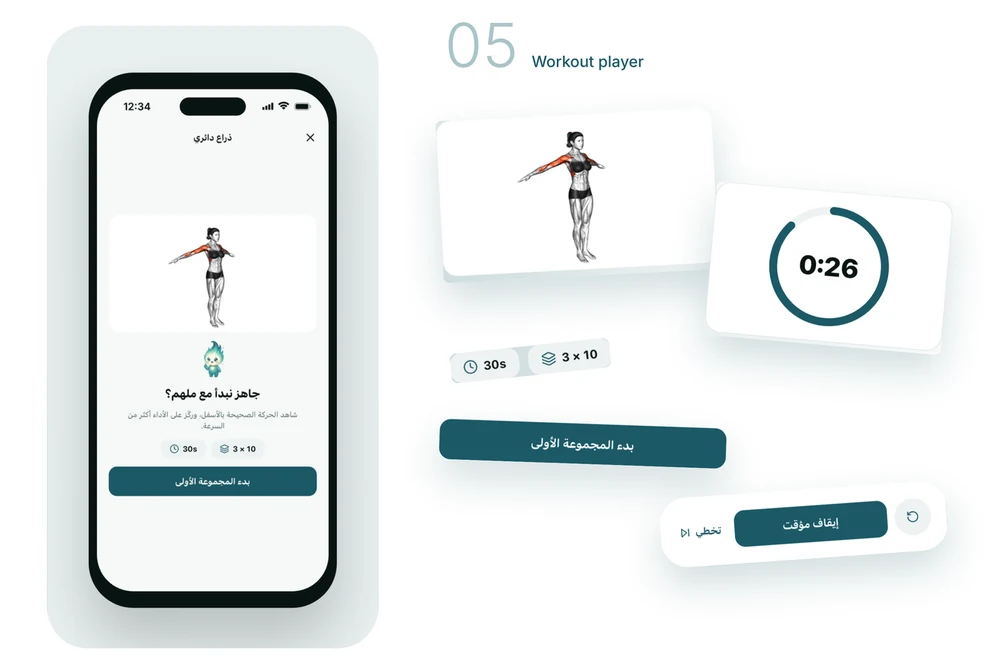 05
Workout player
12:34
ذراع دائري
جاهز نبدأ مع ملهم؟
شاهد الحركة الصحيحة بالأسفل، وركّز على الأداء أكثر من
السرعة.
30s
3 × 10
بدء المجموعة الأولى
0:26
30s
3 × 10
بدء المجموعة الأولى
إيقاف مؤقت
تخطي